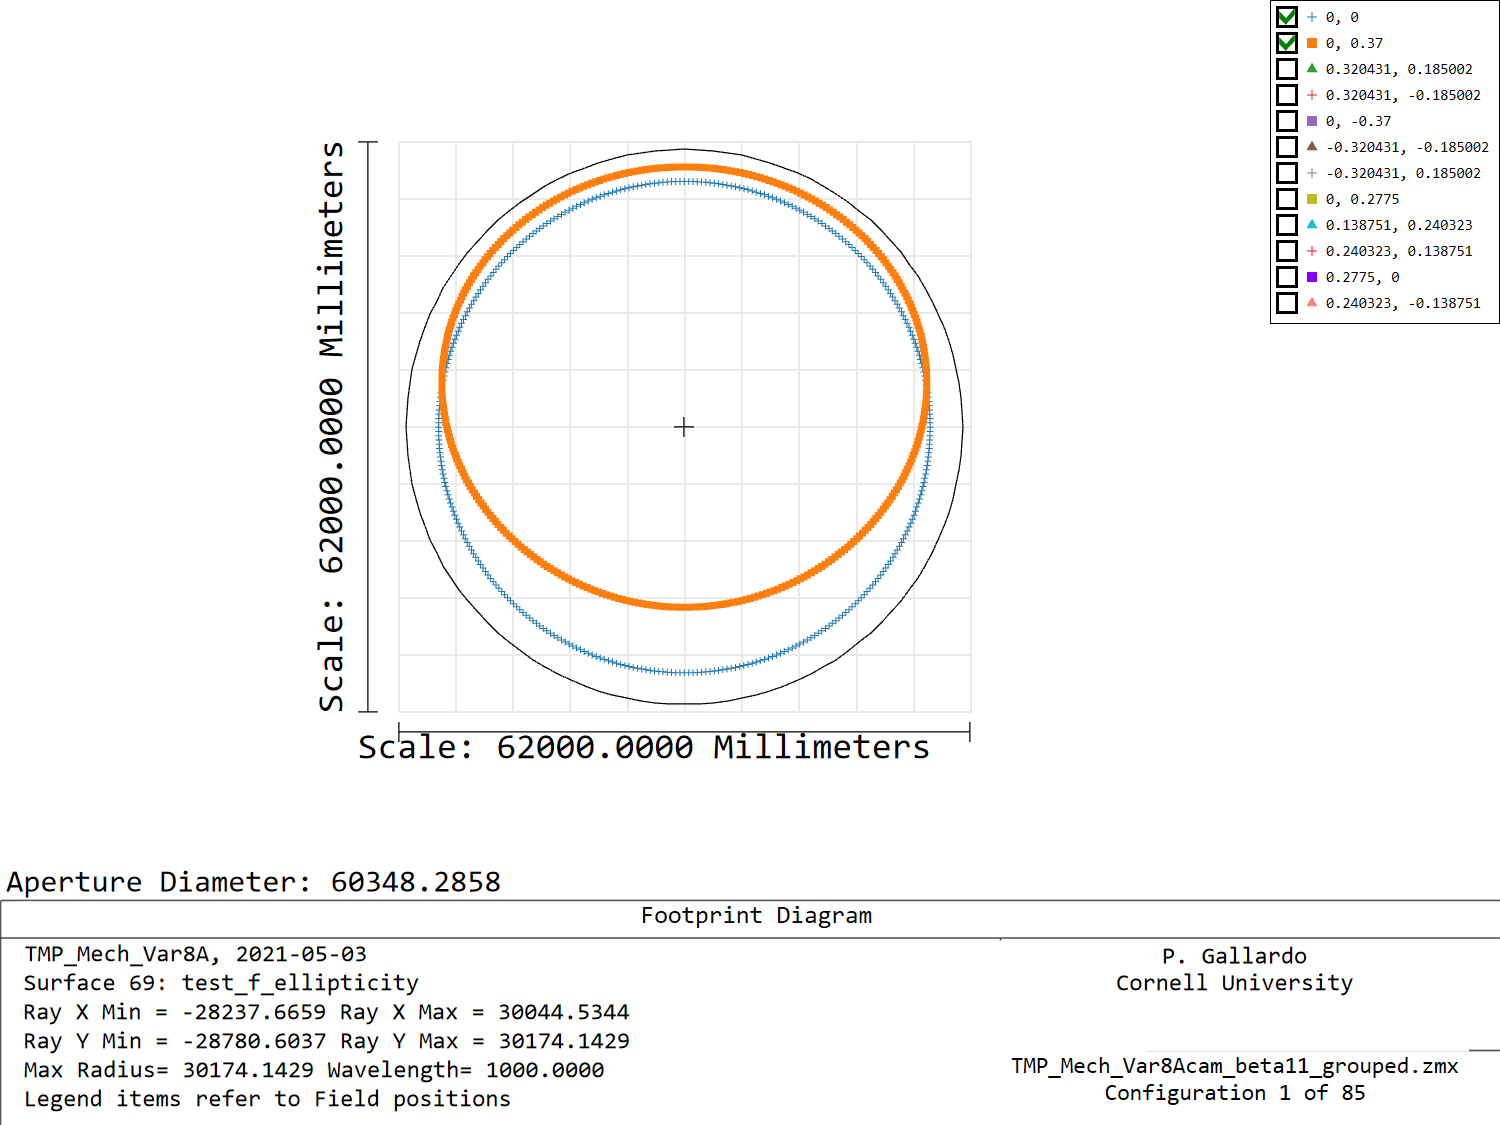 0, 0
0, 0.37
0.320431, 0.185002
0.320431, -0.185002
0, -0.37
-0.320431, -0.185002
-0.320431, 0.185002
0, 0.2775
0.138751, 0.240323
0.240323, 0.138751
0.2775, 0
0.240323, -0.138751
Scale: 62000.0000 Millimeters
Scale: 62000.0000 Millimeters
Aperture Diameter: 60348.2858
Footprint Diagram
TMP_Mech_Var8A, 2021-05-03
Surface 69: test_f_ellipticity
Ray X Min = -28237.6659 Ray X Max = 30044.5344
Ray Y Min = -28780.6037 Ray Y Max = 30174.1429
Max Radius= 30174.1429 Wavelength= 1000.0000
Legend items refer to Field positions
P. Gallardo
Cornell University
TMP_Mech_Var8Acam_beta11_grouped.zmx
Configuration 1 of 85